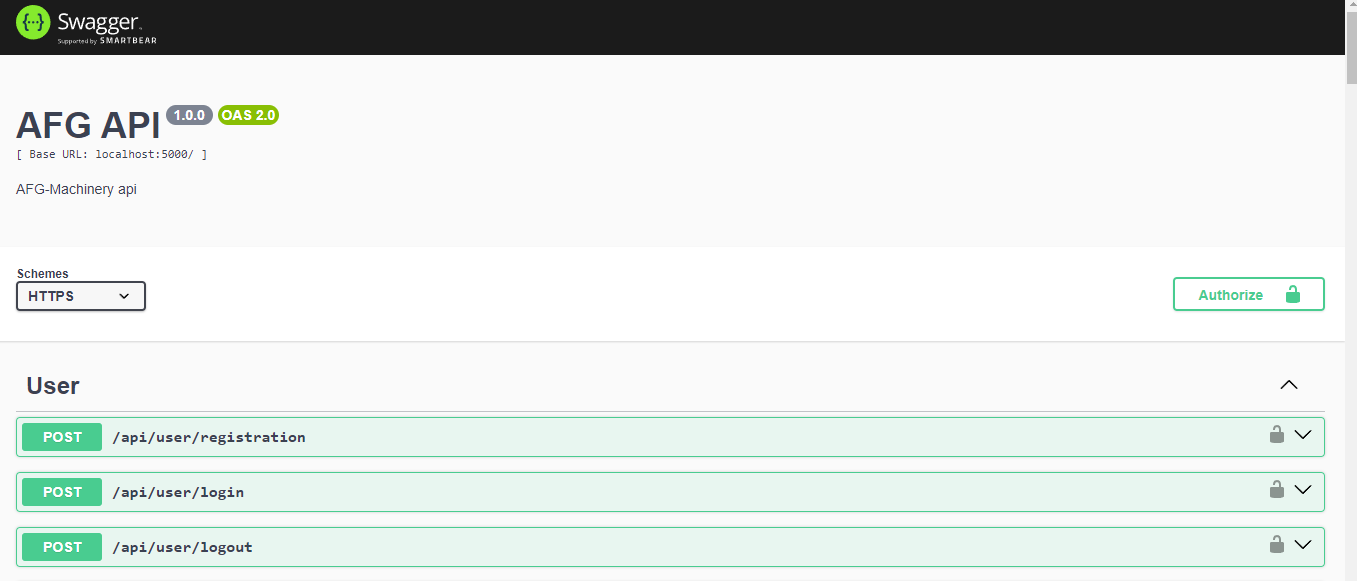 Swagger.
Supported by SMARTBEAR
AFG API 1.0.0 OAS 2.0
[ Base URL: localhost:5000/ ]
AFG-Machinery api
Schemes
HTTPS
Authorize
User
POST /api/user/registration
POST /api/user/login
POST /api/user/logout